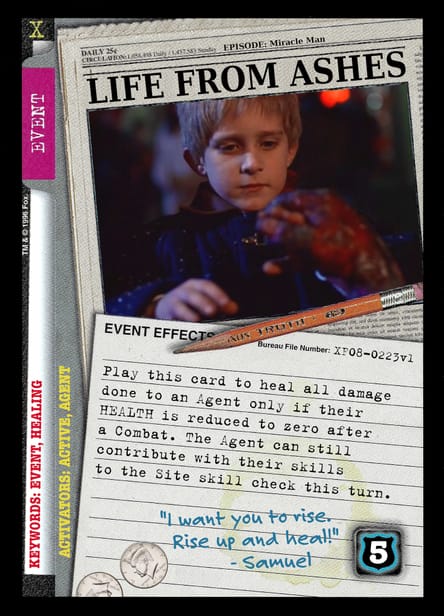 X
EVENT
TM & © 1996 Fox.
KEYWORDS: EVENT, HEALING
ACTIVATORS: ACTIVE, AGENT
DAILY 25¢
EPISODE: Miracle Man
LIFE FROM ASHES
EVENT EFFECTS
Bureau File Number: XF08-0223v1
Play this card to heal all damage
done to an Agent only if their
HEALTH is reduced to zero after
a Combat. The Agent can still
contribute with their skills
to the Site skill check this turn.
"I want you to rise.
Rise up and heal!"
- Samuel
5